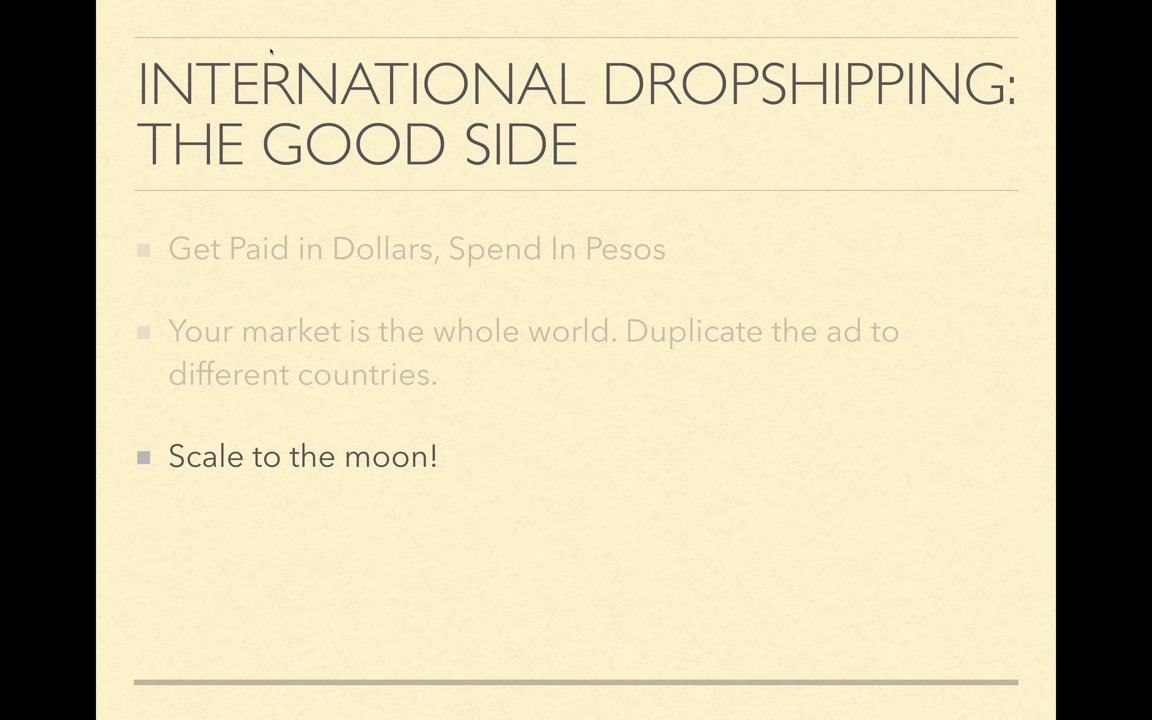 INTERNATIONAL DROPSHIPPING:
THE GOOD SIDE
Get Paid in Dollars, Spend In Pesos
Your market is the whole world. Duplicate the ad to
different countries.
Scale to the moon!